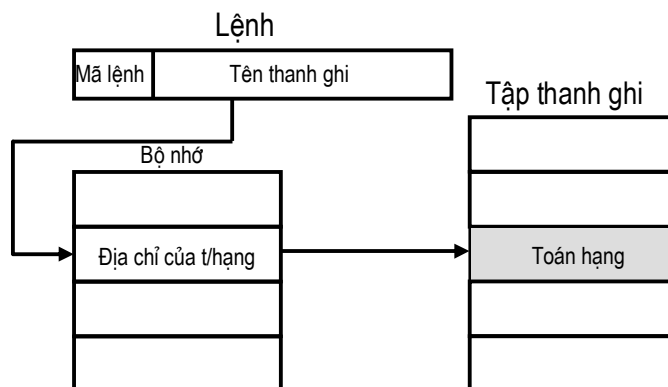 Lệnh
Mã lệnh
Tên thanh ghi
Tập thanh ghi
Bộ nhớ
Địa chỉ của t/hạng
Toán hạng